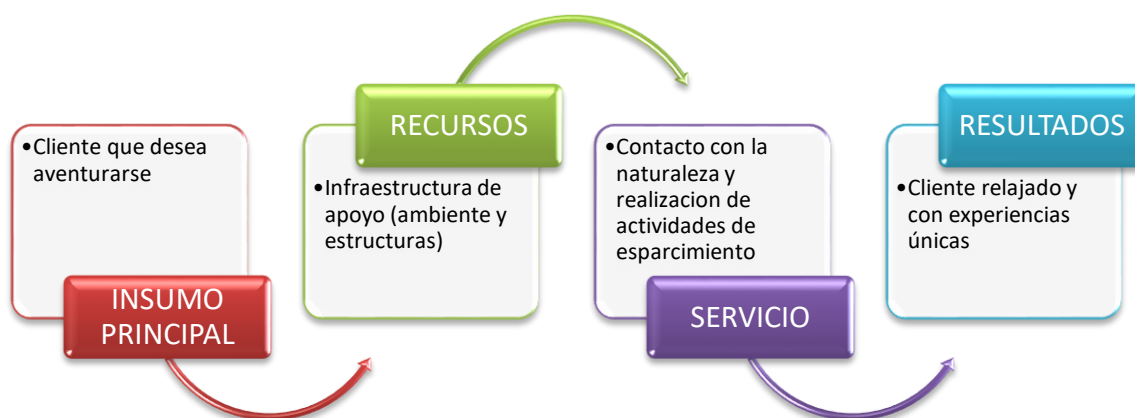 •Cliente que desea
aventurarse
INSUMO
PRINCIPAL
RECURSOS
•Infraestructura de
apoyo (ambiente y
estructuras)
•Contacto con la
naturaleza y
realizacion de
actividades de
esparcimiento
SERVICIO
RESULTADOS
•Cliente relajado y
con experiencias
únicas